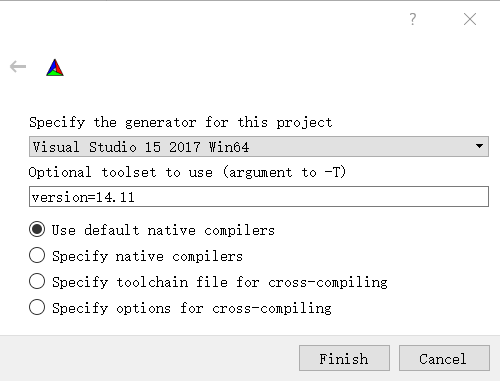 ?
Specify the generator for this project
Visual Studio 15 2017 Win64
Optional toolset to use (argument to -T)
version=14.11
Use default native compilers
Specify native compilers
Specify toolchain file for cross-compiling
Specify options for cross-compiling
Finish Cancel